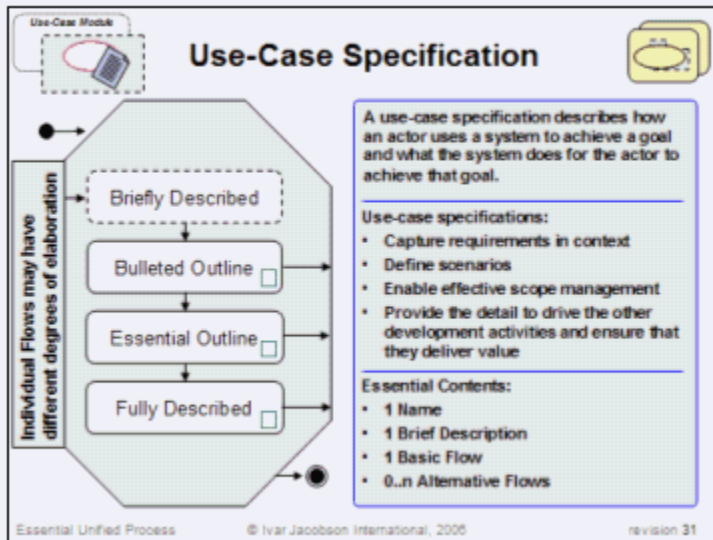 Use-Case Module
Use-Case Specification
Individual Flows may have
different degrees of elaboration
Briefly Described
Bulleted Outline
Essential Outline
Fully Described
A use-case specification describes how
an actor uses a system to achieve a goal
and what the system does for the actor to
achieve that goal.
Use-case specifications:
• Capture requirements in context
• Define scenarios
• Enable effective scope management
• Provide the detail to drive the other
development activities and ensure that
they deliver value
Essential Contents:
• 1 Name
• 1 Brief Description
• 1 Basic Flow
• 0..n Alternative Flows
Essential Unified Process
© Ivar Jacobson International, 2006
revision 31